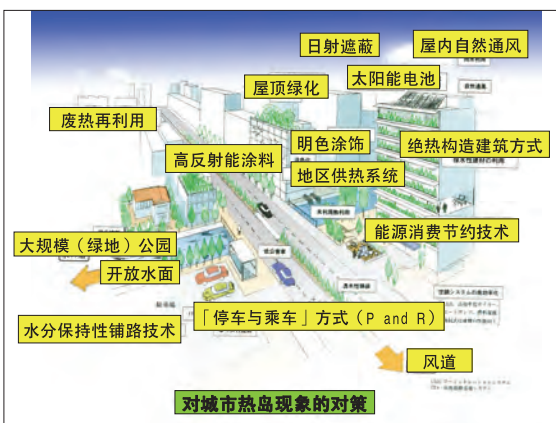 日射遮蔽
屋内自然通风
屋顶绿化
太阳能电池
废热再利用
明色涂饰
绝热构造建筑方式
高反射能涂料
地区供热系统
能源消费节约技术
大规模（绿地）公园
开放水面
水分保持性铺路技术
「停车与乘车」方式（P and R）
风道
对城市热岛现象的对策